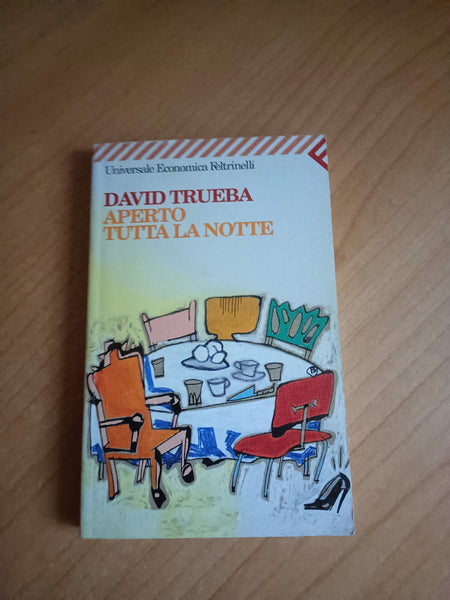 Universale Economica Feltrinelli
DAVID TRUEBA
APERTO
TUTTA LA NOTTE